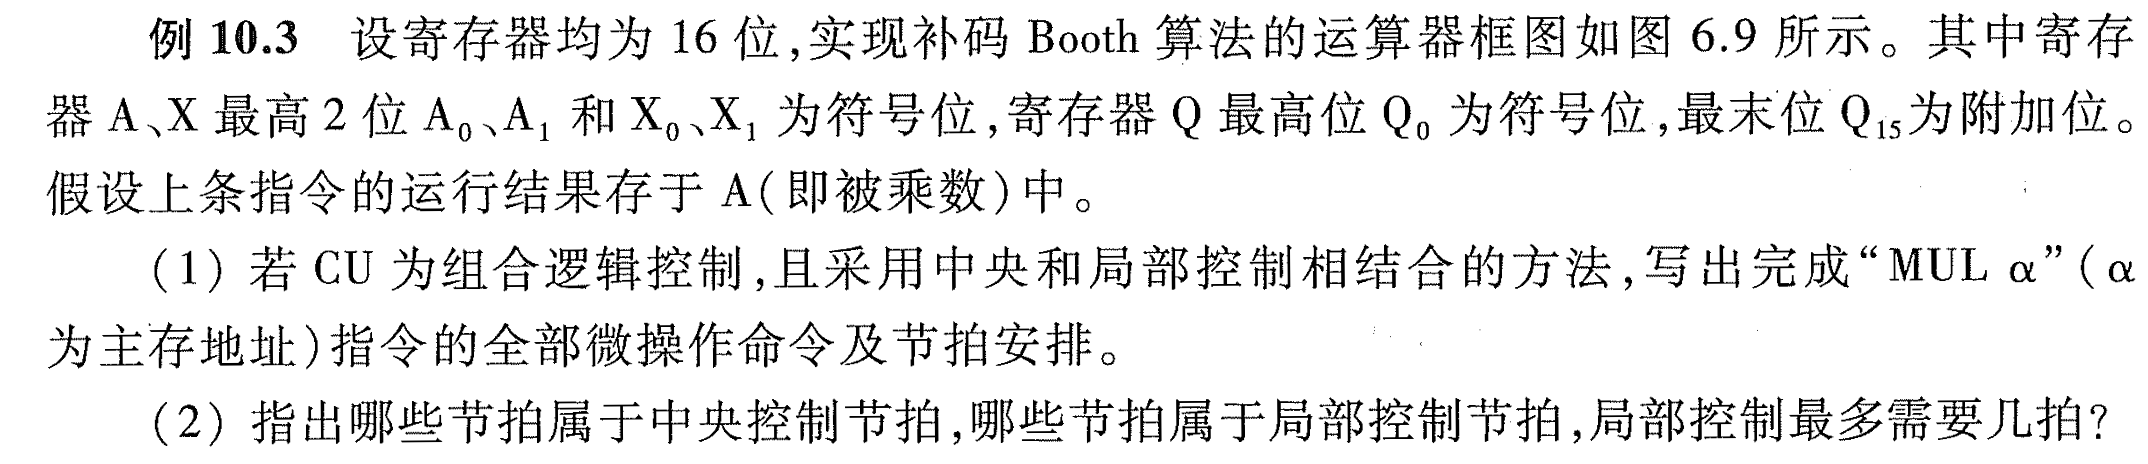 例 10.3 设寄存器均为 16 位,实现补码 Booth 算法的运算器框图如图 6.9 所示。其中寄存
器 A、X 最高 2 位 A₀、A₁ 和 X₀、X₁ 为符号位,寄存器 Q 最高位 Q₀ 为符号位,最末位 Q₁₅为附加位。
假设上条指令的运行结果存于 A(即被乘数)中。
(1) 若 CU 为组合逻辑控制,且采用中央和局部控制相结合的方法,写出完成“MUL α”(α
为主存地址)指令的全部微操作命令及节拍安排。
(2) 指出哪些节拍属于中央控制节拍,哪些节拍属于局部控制节拍,局部控制最多需要几拍?